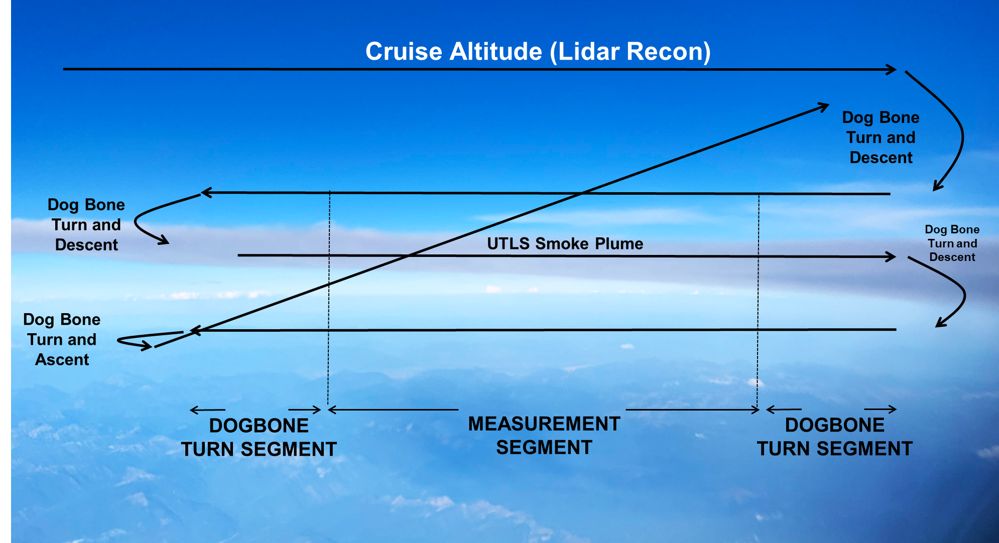 Cruise Altitude (Lidar Recon)
Dog Bone
Turn and
Descent
Dog Bone
Turn and
Descent
UTLS Smoke Plume
Dog Bone
Turn and
Descent
Dog Bone
Turn and
Ascent
DOGBONE
TURN SEGMENT
MEASUREMENT
SEGMENT
DOGBONE
TURN SEGMENT